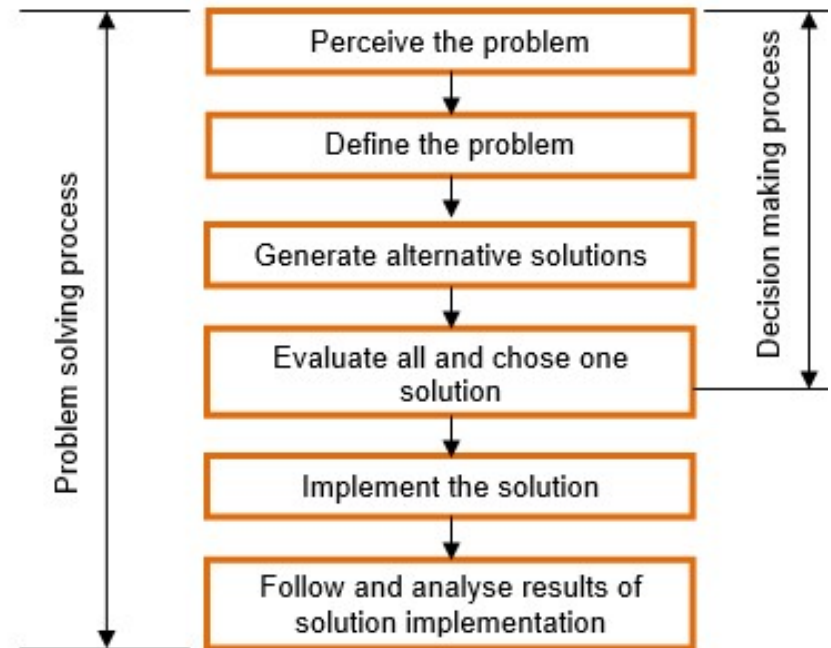 Perceive the problem
Define the problem
Generate alternative solutions
Evaluate all and chose one
solution
Implement the solution
Follow and analyse results of
solution implementation
Problem solving process
Decision making process